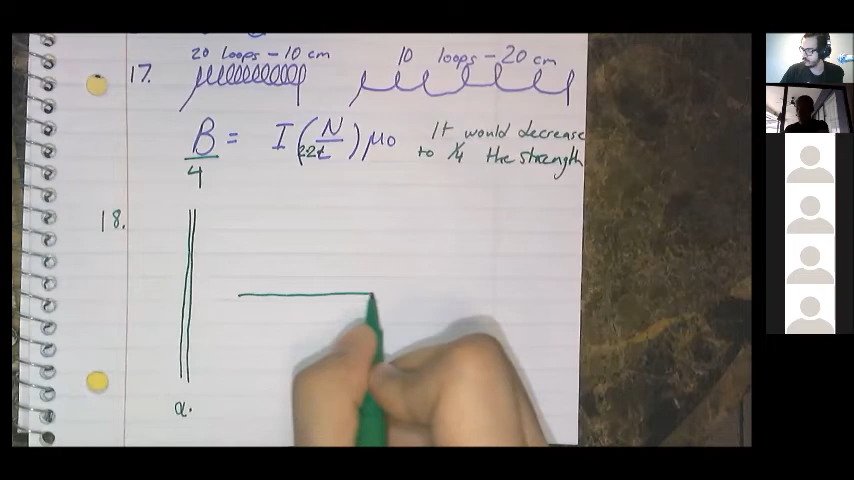 20 loops - 10 cm
10 loops - 20 cm
17.
B/4 = I (N/22L) μ0
It would decrease
to 1/4 the strength
18.
a.